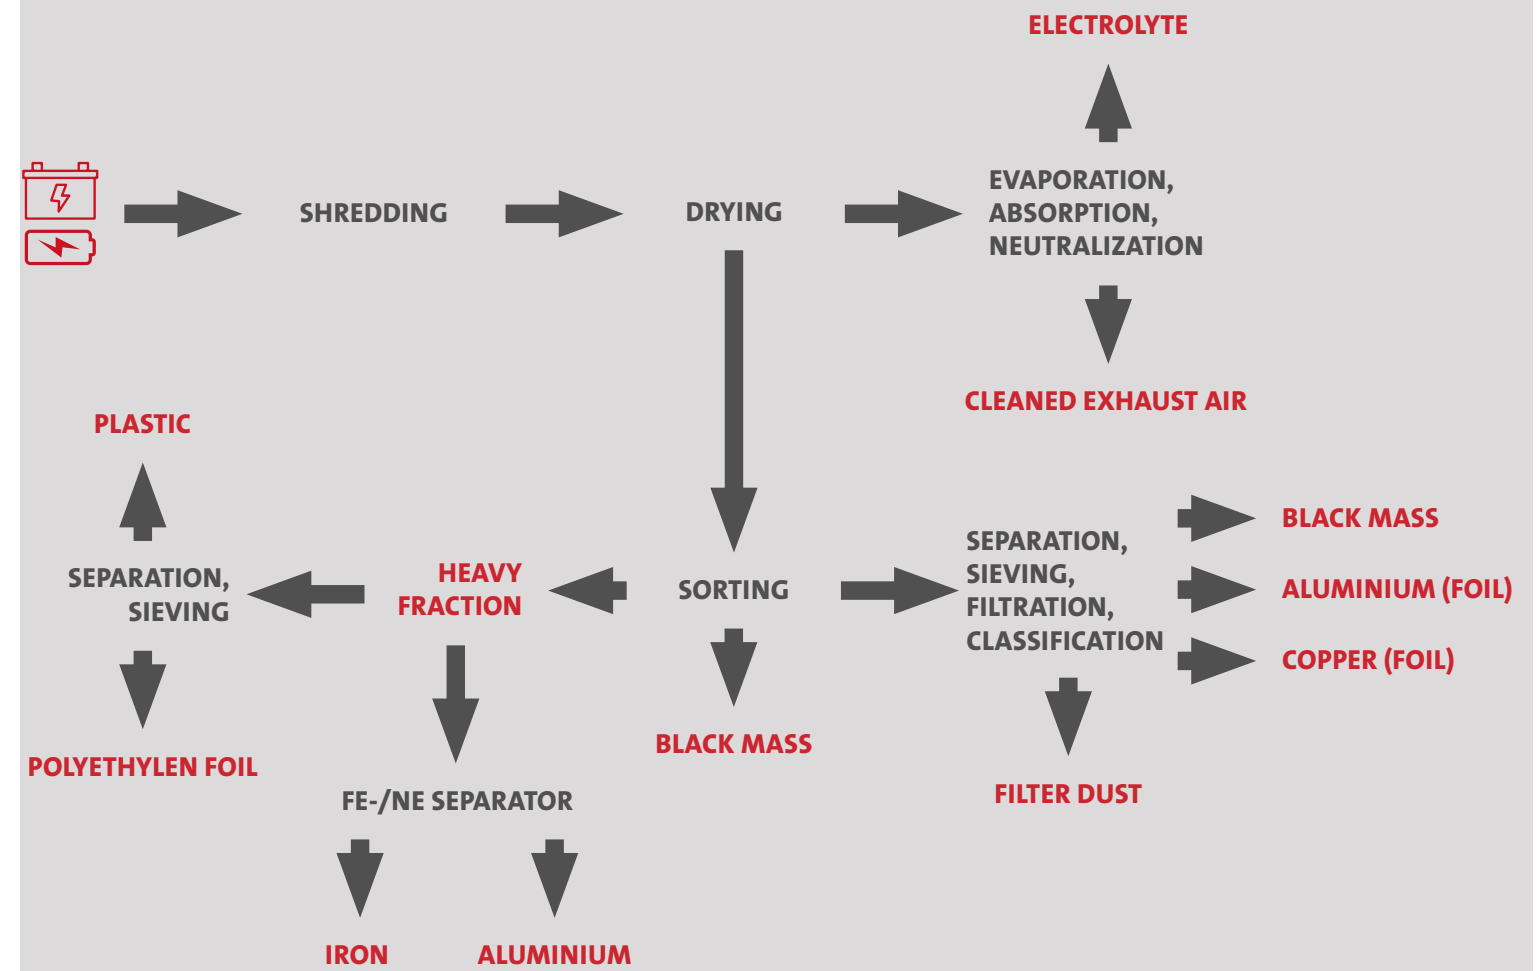 ELECTROLYTE
SHREDDING
DRYING
EVAPORATION,
ABSORPTION,
NEUTRALIZATION
CLEANED EXHAUST AIR
PLASTIC
SEPARATION,
SIEVING
HEAVY
FRACTION
SORTING
SEPARATION,
SIEVING,
FILTRATION,
CLASSIFICATION
BLACK MASS
ALUMINIUM (FOIL)
COPPER (FOIL)
BLACK MASS
POLYETHYLEN FOIL
FE-/NE SEPARATOR
FILTER DUST
IRON
ALUMINIUM